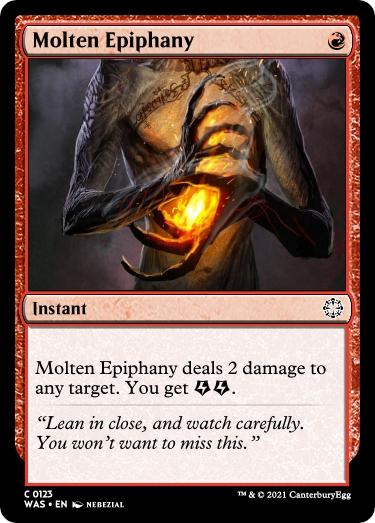 Molten Epiphany
Instant
Molten Epiphany deals 2 damage to
any target. You get .
“Lean in close, and watch carefully.
You won’t want to miss this.”
C 0123
WAS • EN NEBEZIAL
™ & © 2021 CanterburyEgg